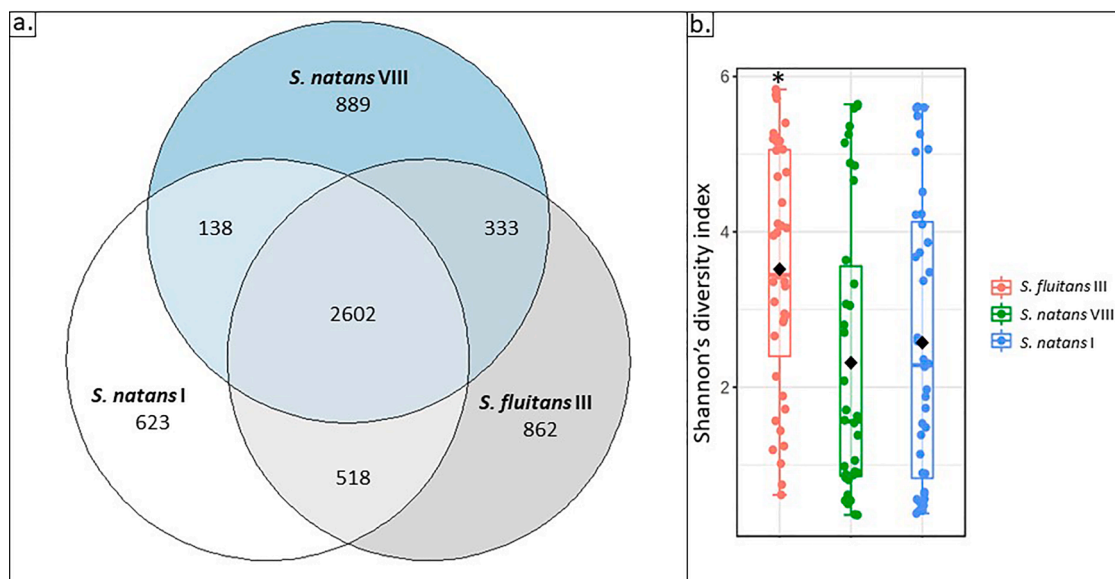 a.
S. natans VIII
889
138
333
2602
S. natans I
623
S. fluitans III
862
518
b.
*
6
4
2
Shannon's diversity index
S. fluitans III
S. natans VIII
S. natans I